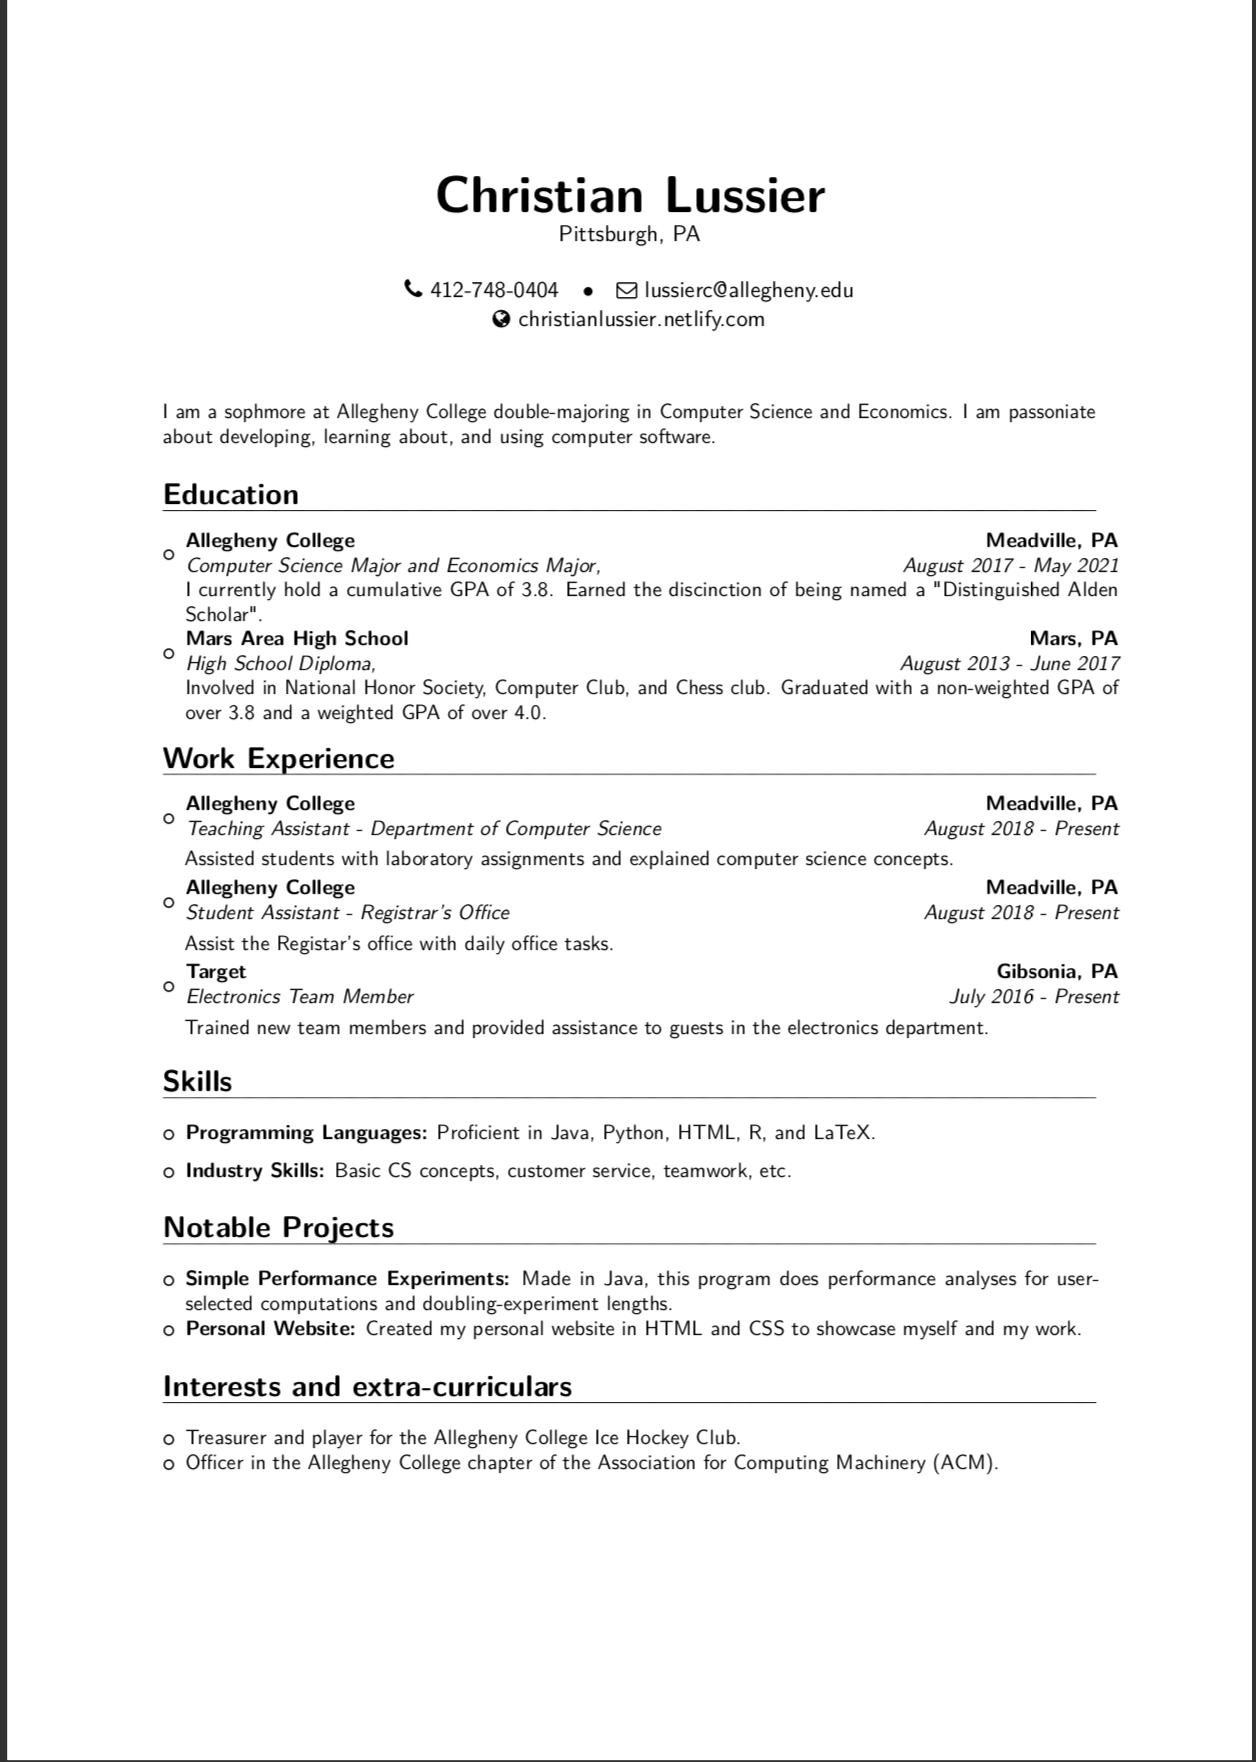 Christian Lussier
Pittsburgh, PA
412-748-0404 ● lussierc@allegheny.edu
christianlussier.netlify.com
I am a sophmore at Allegheny College double-majoring in Computer Science and Economics. I am passoniate
about developing, learning about, and using computer software.
Education
Allegheny College Meadville, PA
Computer Science Major and Economics Major, August 2017 - May 2021
I currently hold a cumulative GPA of 3.8. Earned the discinction of being named a "Distinguished Alden
Scholar".
Mars Area High School Mars, PA
High School Diploma, August 2013 - June 2017
Involved in National Honor Society, Computer Club, and Chess club. Graduated with a non-weighted GPA of
over 3.8 and a weighted GPA of over 4.0.
Work Experience
Allegheny College Meadville, PA
Teaching Assistant - Department of Computer Science August 2018 - Present
Assisted students with laboratory assignments and explained computer science concepts.
Allegheny College Meadville, PA
Student Assistant - Registrar's Office August 2018 - Present
Assist the Registar's office with daily office tasks.
Target Gibsonia, PA
Electronics Team Member July 2016 - Present
Trained new team members and provided assistance to guests in the electronics department.
Skills
Programming Languages: Proficient in Java, Python, HTML, R, and LaTeX.
Industry Skills: Basic CS concepts, customer service, teamwork, etc.
Notable Projects
Simple Performance Experiments: Made in Java, this program does performance analyses for user-
selected computations and doubling-experiment lengths.
Personal Website: Created my personal website in HTML and CSS to showcase myself and my work.
Interests and extra-curriculars
Treasurer and player for the Allegheny College Ice Hockey Club.
Officer in the Allegheny College chapter of the Association for Computing Machinery (ACM).